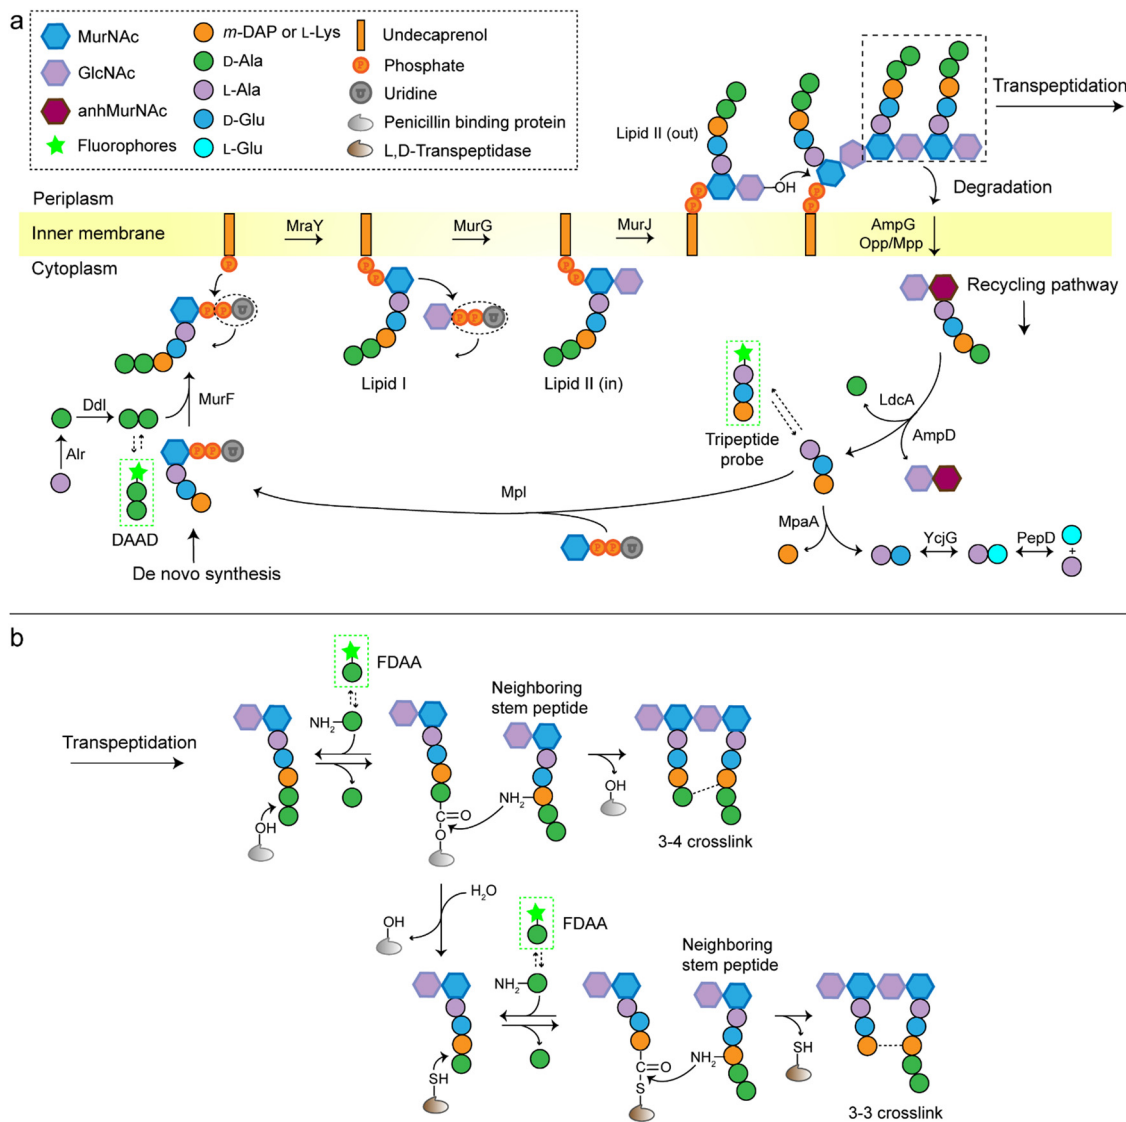 a
MurNAc
GlcNAc
anhMurNAc
Fluorophores
m-DAP or L-Lys
D-Ala
L-Ala
D-Glu
L-Glu
Undecaprenol
P Phosphate
U Uridine
Penicillin binding protein
L,D-Transpeptidase
Lipid II (out)
OH
P
P
P
P
Transpeptidation
Degradation
Periplasm
Inner membrane
Cytoplasm
MraY
MurG
MurJ
AmpG
Opp/Mpp
Recycling pathway
P
P
P
U
P
P
P
P
U
P
P
Lipid I
Lipid II (in)
Ddl
MurF
Alr
P
P
U
DAAD
De novo synthesis
Tripeptide
probe
LdcA
AmpD
Mpl
P
P
U
MpaA
YcjG
PepD
+
b
Transpeptidation
FDAA
NH2
OH
C=O
O
Neighboring
stem peptide
NH2
OH
3-4 crosslink
H2O
OH
FDAA
NH2
SH
C=O
S
Neighboring
stem peptide
NH2
SH
3-3 crosslink